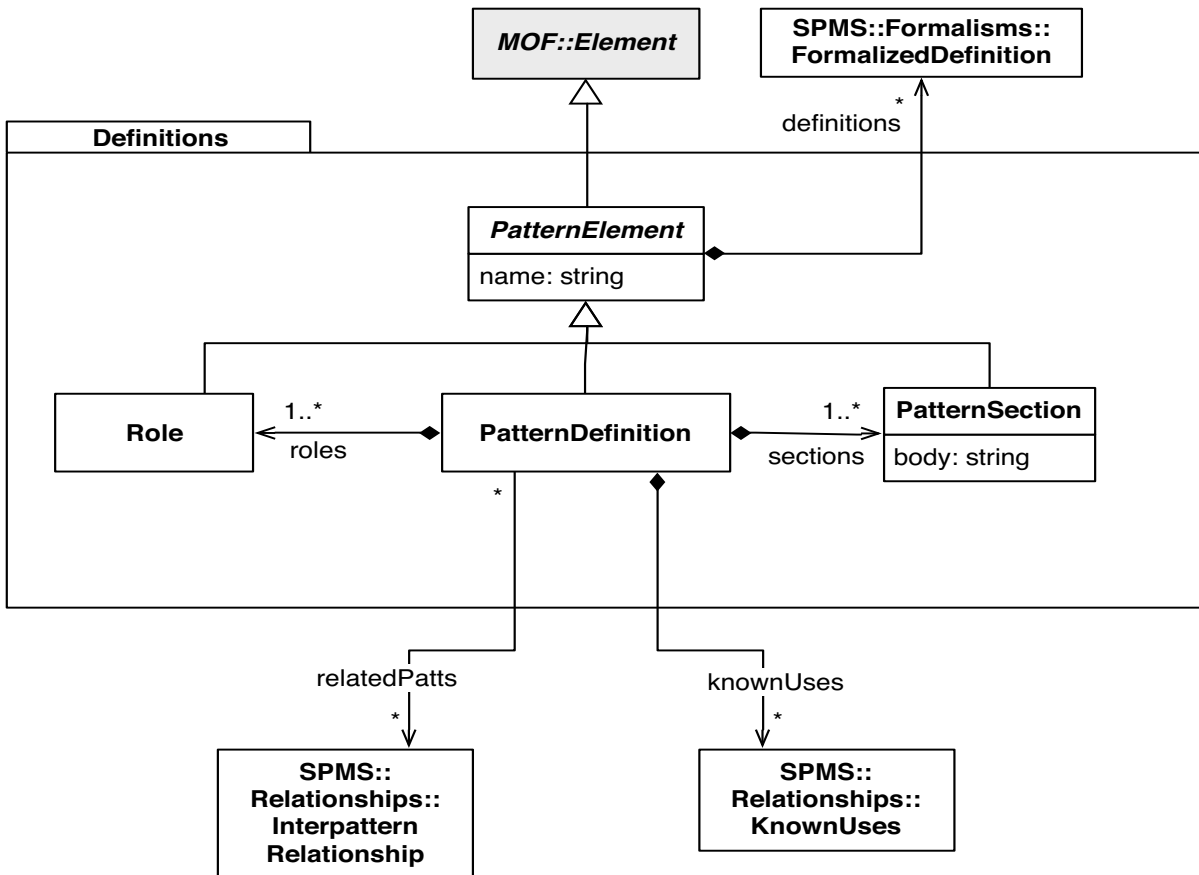 MOF::Element
SPMS::Formalisms::
FormalizedDefinition
*
definitions
Definitions
PatternElement
name: string
Role
1..*
roles
PatternDefinition
1..*
sections
PatternSection
body: string
*
relatedPatts
*
knownUses
*
SPMS::
Relationships::
Interpattern
Relationship
SPMS::
Relationships::
KnownUses